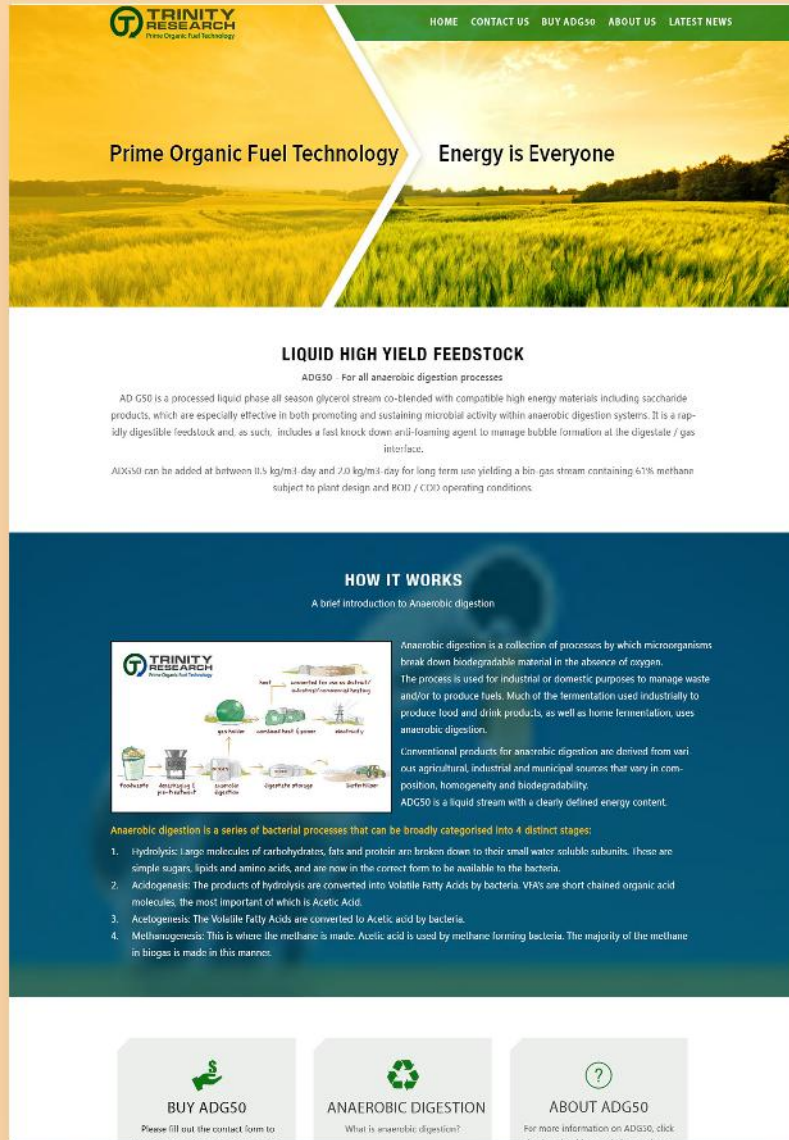 TRINITY
RESEARCH
Prime Organic Fuel Technology
HOME CONTACT US BUY ADG50 ABOUT US LATEST NEWS
Prime Organic Fuel Technology
Energy is Everyone
LIQUID HIGH YIELD FEEDSTOCK
ADG50 - For all anaerobic digestion processes
AD G50 is a processed liquid phase all season glycerol stream co-blended with compatible high energy materials including saccharide
products, which are especially effective in both promoting and sustaining microbial activity within anaerobic digestion systems. It is a rap-
idly digestible feedstock and, as such, includes a fast knock down anti-foaming agent to manage bubble formation at the digestate / gas
interface.
ADG50 can be added at between 0.5 kg/m3-day and 2.0 kg/m3-day for long term use yielding a bio-gas stream containing 61% methane
subject to plant design and BOD / COD operating conditions.
HOW IT WORKS
A brief introduction to Anaerobic digestion
TRINITY
RESEARCH
Prime Organic Fuel Technology
heat
converted for use as district/
industrial/commercial heating
gas holder
combined heat & power
electricity
foodwaste
depackaging &
pre-treatment
anaerobic
digestion
digestate storage
biofertiliser
Anaerobic digestion is a collection of processes by which microorganisms
break down biodegradable material in the absence of oxygen.
The process is used for industrial or domestic purposes to manage waste
and/or to produce fuels. Much of the fermentation used industrially to
produce food and drink products, as well as home fermentation, uses
anaerobic digestion.
Conventional products for anaerobic digestion are derived from vari
ous agricultural, industrial and municipal sources that vary in com-
position, homogeneity and biodegradability.
ADG50 is a liquid stream with a clearly defined energy content.
Anaerobic digestion is a series of bacterial processes that can be broadly categorised into 4 distinct stages:
1. Hydrolysis: Large molecules of carbohydrates, fats and protein are broken down to their small water soluble subunits. These are
simple sugars, lipids and amino acids, and are now in the correct form to be available to the bacteria.
2. Acidogenesis: The products of hydrolysis are converted into Volatile Fatty Acids by bacteria. VFA's are short chained organic acid
molecules, the most important of which is Acetic Acid.
3. Acetogenesis: The Volatile Fatty Acids are converted to Acetic acid by bacteria.
4. Methanogenesis: This is where the methane is made. Acetic acid is used by methane forming bacteria. The majority of the methane
in biogas is made in this manner.
BUY ADG50
Please fill out the contact form to
ANAEROBIC DIGESTION
What is anaerobic digestion?
ABOUT ADG50
For more information on ADG50, click